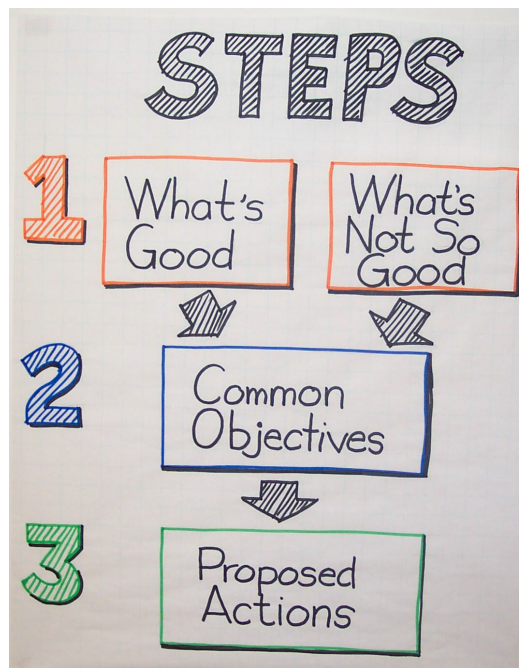 STEPS
1
What's
Good
What's
Not So
Good
2
Common
Objectives
3
Proposed
Actions